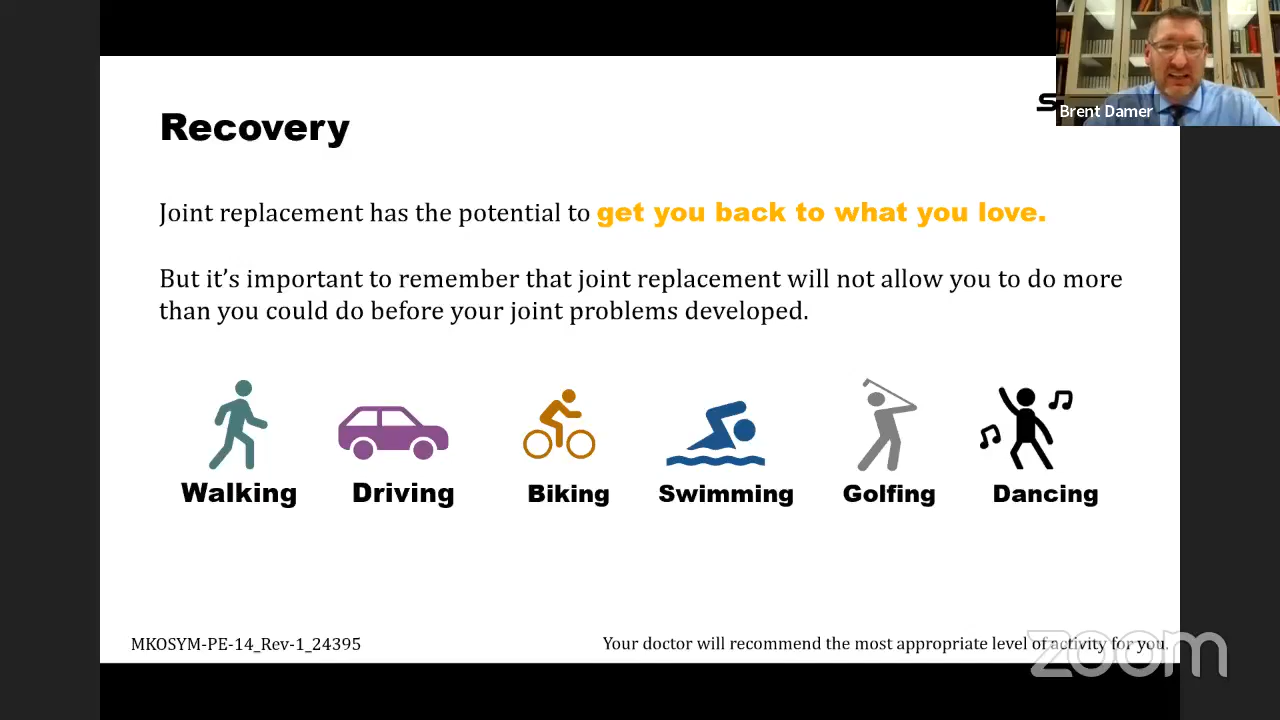 Recovery
Brent Damer
Joint replacement has the potential to get you back to what you love.
But it’s important to remember that joint replacement will not allow you to do more
than you could do before your joint problems developed.
Walking Driving Biking Swimming Golfing Dancing
MKOSYM-PE-14_Rev-1_24395
Your doctor will recommend the most appropriate level of activity for you.
zoom